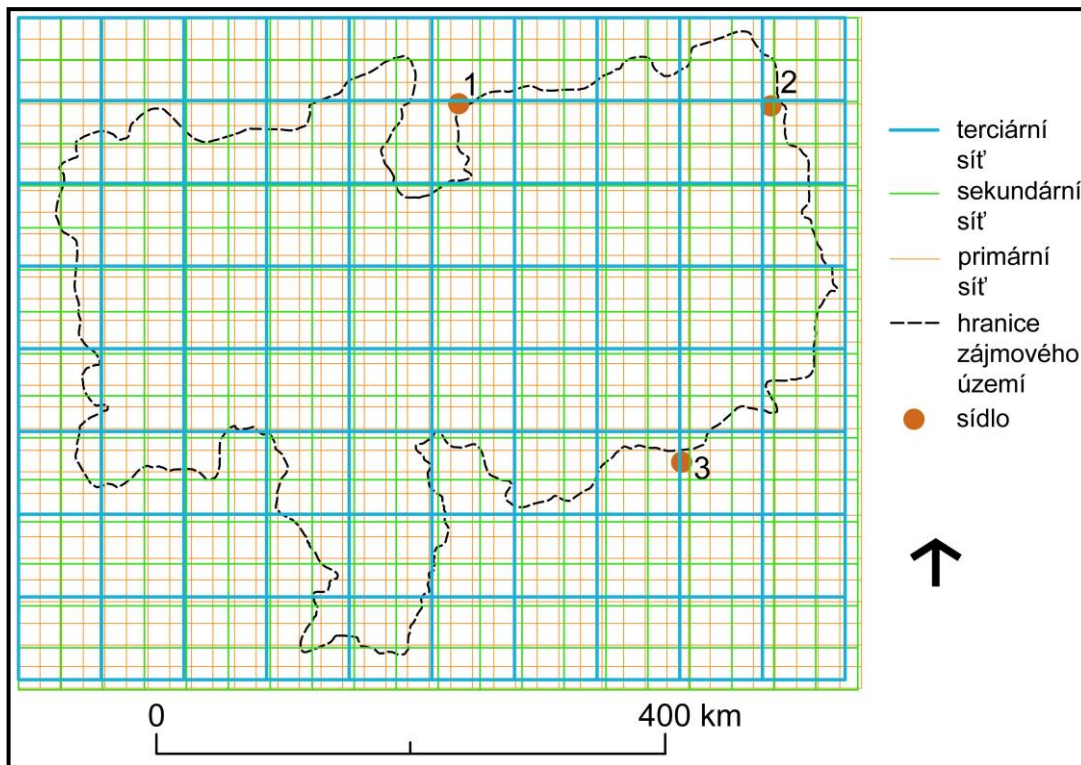 1
2
3
terciární
síť
sekundární
síť
primární
síť
hranice
zájmového
území
sídlo
0
400 km